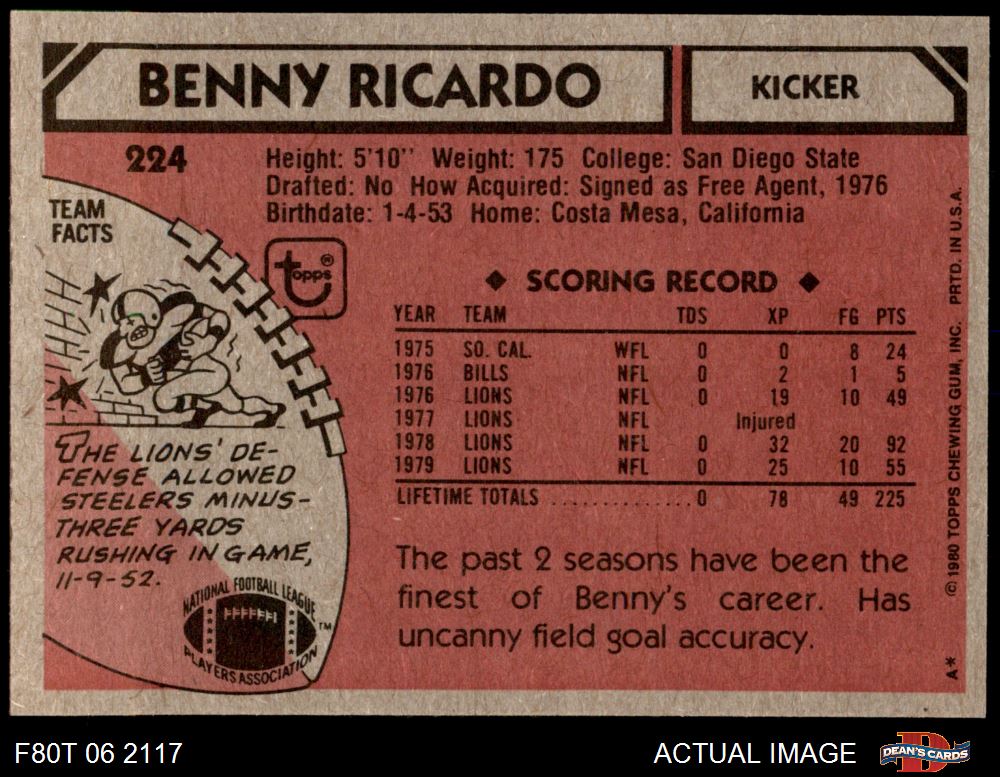 BENNY RICARDO
KICKER
224
Height: 5'10" Weight: 175 College: San Diego State
Drafted: No How Acquired: Signed as Free Agent, 1976
Birthdate: 1-4-53 Home: Costa Mesa, California
TEAM
FACTS
topps®
◆ SCORING RECORD ◆
YEAR TEAM TDS XP FG PTS
1975 SO. CAL. WFL 0 0 8 24
1976 BILLS NFL 0 2 1 5
1976 LIONS NFL 0 19 10 49
1977 LIONS NFL Injured
1978 LIONS NFL 0 32 20 92
1979 LIONS NFL 0 25 10 55
LIFETIME TOTALS ............. 0 78 49 225
THE LIONS' DE-
FENSE ALLOWED
STEELERS MINUS-
THREE YARDS
RUSHING IN GAME,
11-9-52.
NATIONAL FOOTBALL LEAGUE
PLAYERS ASSOCIATION
TM
The past 2 seasons have been the
finest of Benny's career. Has
uncanny field goal accuracy.
A* © 1980 TOPPS CHEWING GUM, INC. PRTD. IN U.S.A.
F80T 06 2117
ACTUAL IMAGE
D
DEAN'S CARDS